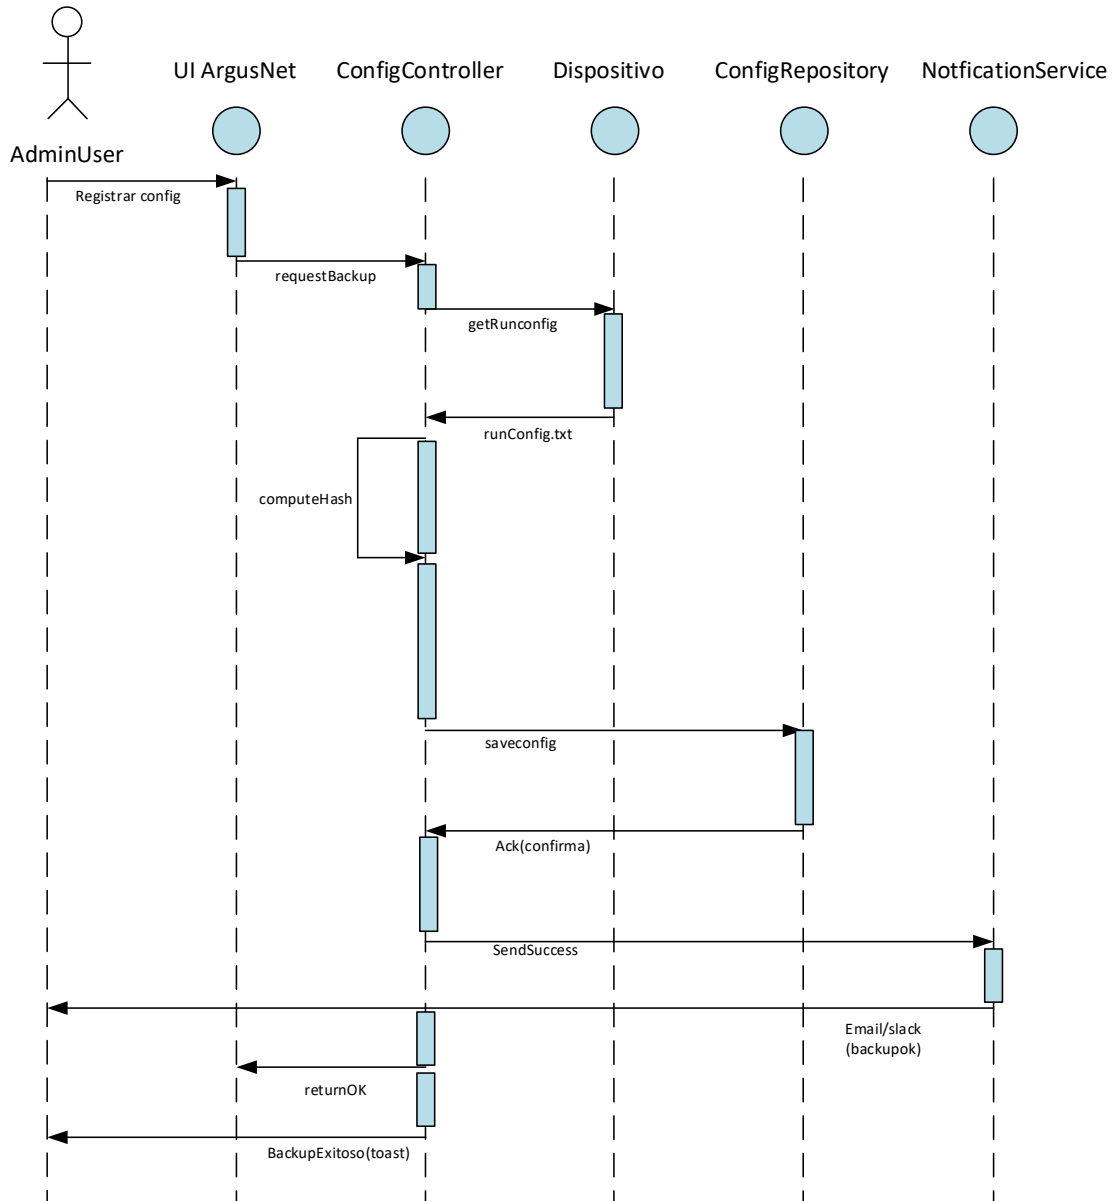 UI ArgusNet
ConfigController
Dispositivo
ConfigRepository
NotficationService
AdminUser
Registrar config
requestBackup
getRunconfig
runConfig.txt
computeHash
saveconfig
Ack(confirma)
SendSuccess
Email/slack
(backupok)
returnOK
BackupExitoso(toast)